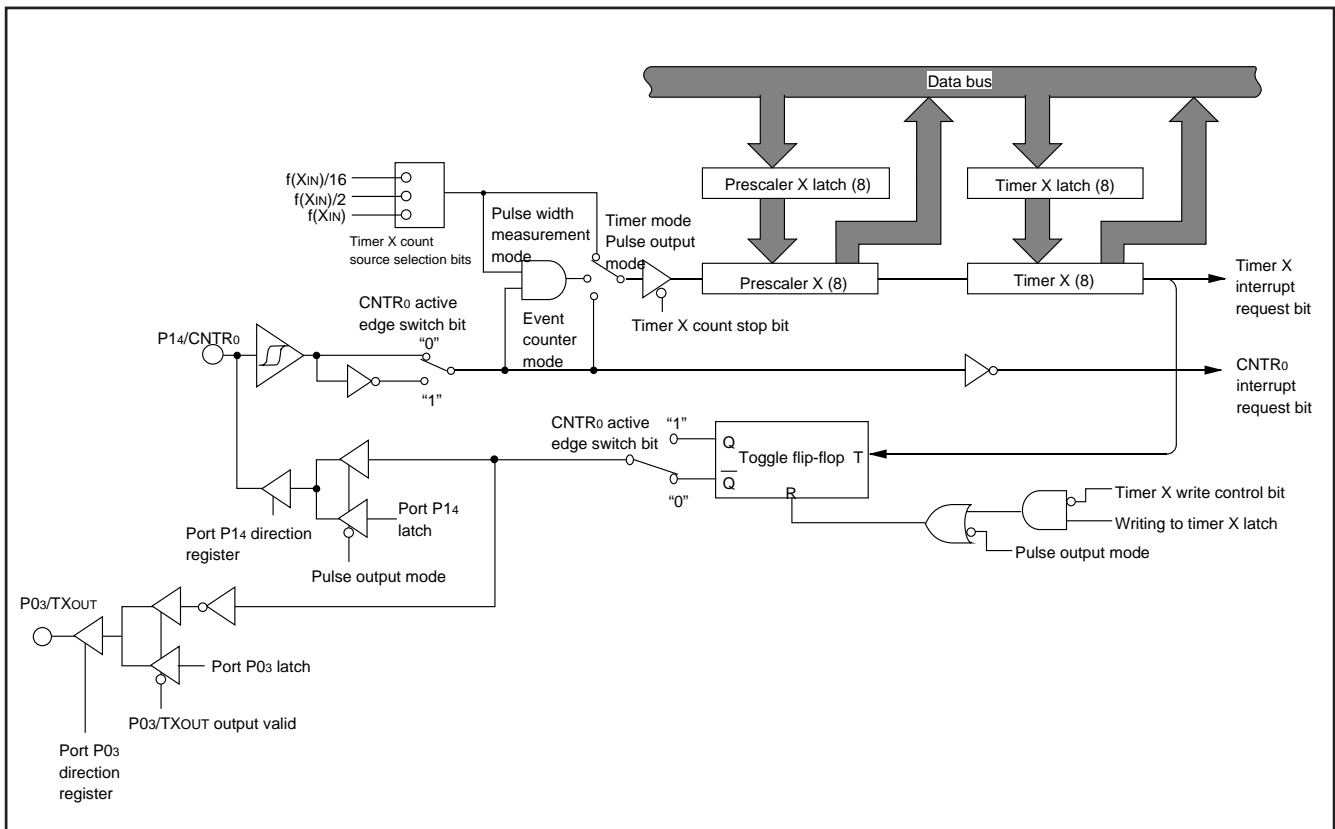 Data bus
Prescaler X latch (8)
Timer X latch (8)
f(XIN)/16
f(XIN)/2
f(XIN)
Timer X count
source selection bits
Pulse width
measurement
mode
Timer mode
Pulse output
mode
Prescaler X (8)
Timer X (8)
Timer X
interrupt
request bit
Timer X count stop bit
CNTR0 active
edge switch bit
Event
counter
mode
P14/CNTR0
“0”
“1”
CNTR0
interrupt
request bit
CNTR0 active
edge switch bit
“1”
“0”
Q
Toggle flip-flop T
Q
R
Timer X write control bit
Writing to timer X latch
Pulse output mode
Port P14
latch
Port P14 direction
register
Pulse output mode
P03/TXOUT
Port P03 latch
P03/TXOUT output valid
Port P03
direction
register